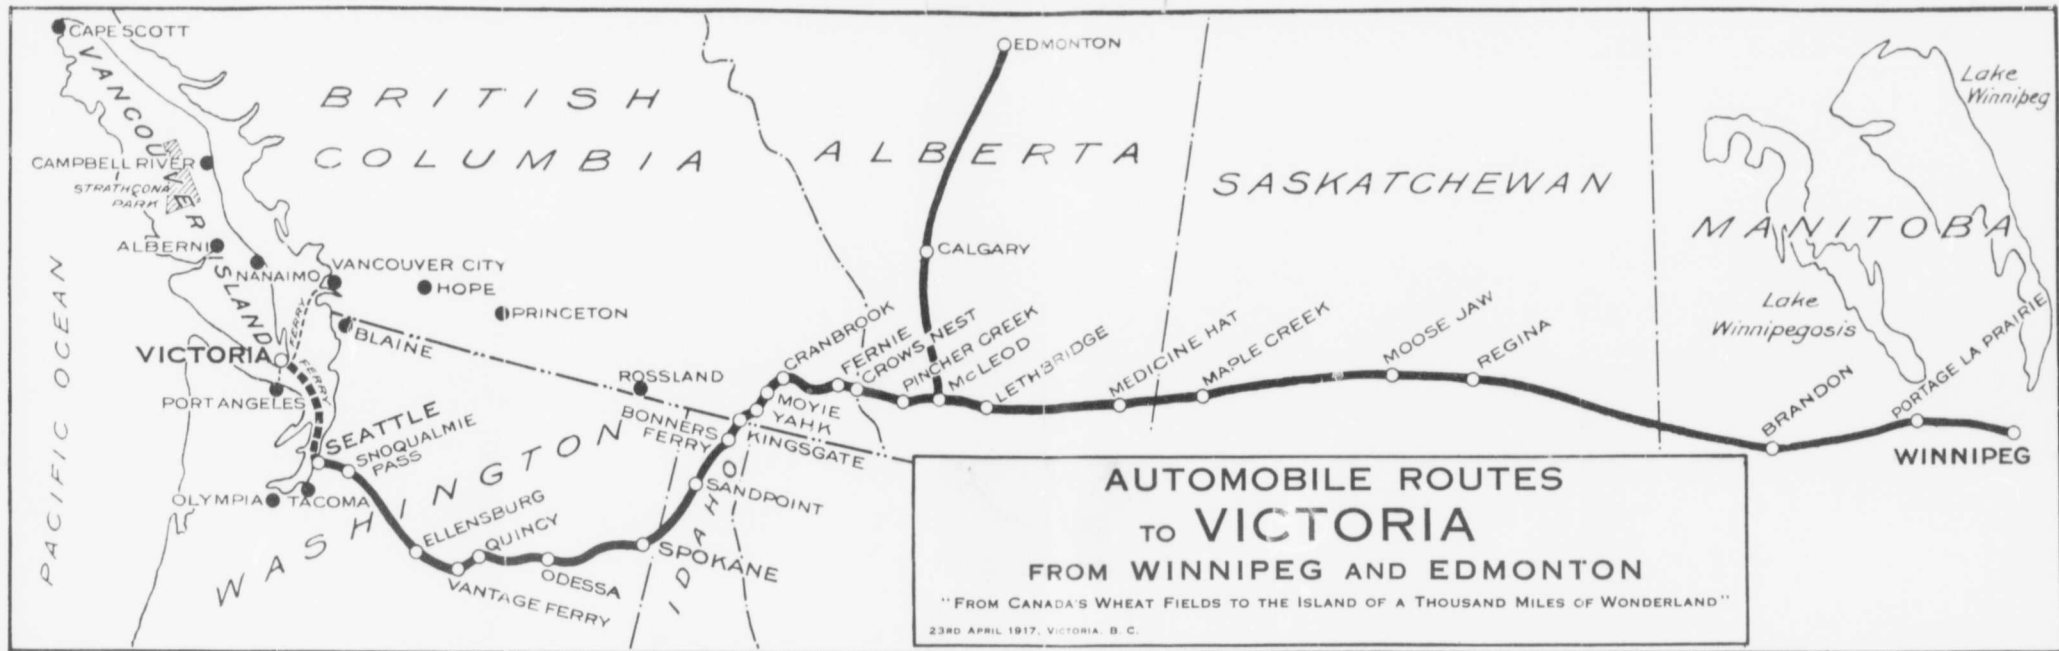 CAPE SCOTT
VANCOUVER ISLAND
CAMPBELL RIVER
STRATHCONA
PARK
ALBERNI
NANAIMO
VANCOUVER CITY
HOPE
PRINCETON
BLAINE
FERRY
FERRY
VICTORIA
PORT ANGELES
PACIFIC OCEAN
SEATTLE
SNOQUALMIE
PASS
OLYMPIA
TACOMA
WASHINGTON
ELLENSBURG
QUINCY
VANTAGE FERRY
ODESSA
SPOKANE
IDAHO
SANDPOINT
BONNERS
FERRY
ROSSLAND
KINGSGATE
YAHK
MOYIE
CRANBROOK
FERNIE
CROWS NEST
PINCHER CREEK
McLEOD
LETHBRIDGE
MEDICINE HAT
MAPLE CREEK
MOOSE JAW
REGINA
BRANDON
PORTAGE LA PRAIRIE
WINNIPEG
BRITISH
COLUMBIA
ALBERTA
EDMONTON
CALGARY
SASKATCHEWAN
MANITOBA
Lake
Winnipeg
Lake
Winnipegosis
AUTOMOBILE ROUTES
TO VICTORIA
FROM WINNIPEG AND EDMONTON
"FROM CANADA'S WHEAT FIELDS TO THE ISLAND OF A THOUSAND MILES OF WONDERLAND"
23RD APRIL 1917, VICTORIA, B. C.